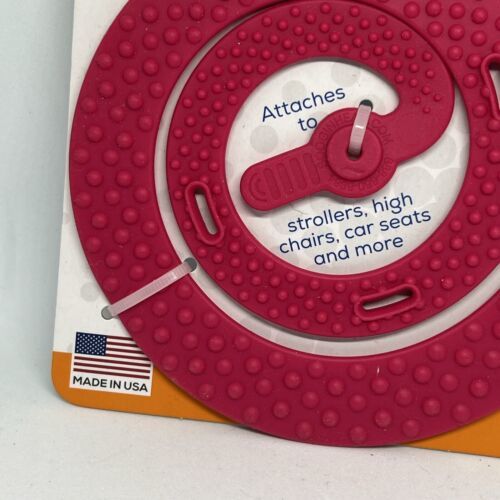 Attaches
to
strollers, high
chairs, car seats
and more
MADE IN USA